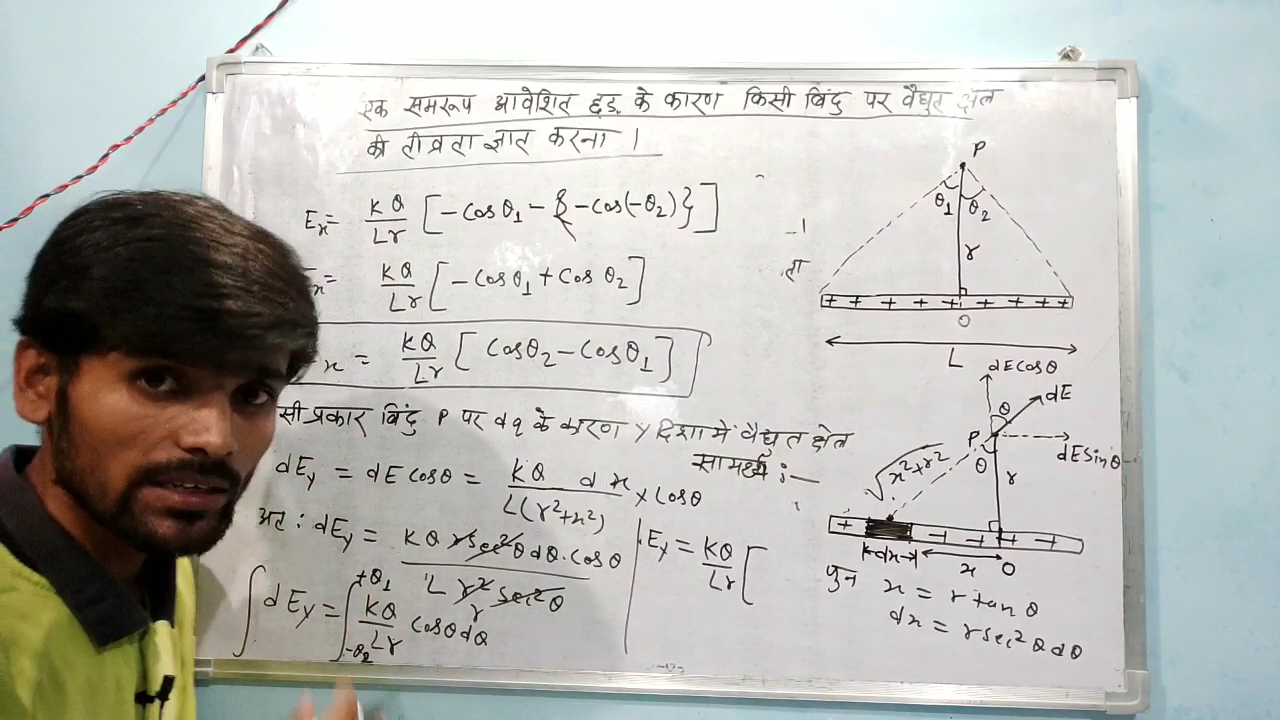 एक समरूप आवेशित छड़ के कारण किसी बिंदु पर वैद्युत क्षेत्र
की तीव्रता ज्ञात करना ।
Ex = KQ/Lr [-Cosθ1 - {-Cos(-θ2)}]
x = KQ/Lr [-Cosθ1 + Cosθ2]
x = KQ/Lr [Cosθ2 - Cosθ1]
सी प्रकार बिंदु P पर dq के कारण Y दिशा में वैद्युत क्षेत्र
सामर्थ्य :—
dEy = dE Cosθ = KQ dx / L(r²+x²) × Cosθ
अतः dEy = KQ r Sec²θ dθ · Cosθ / L r² Sec²θ
r
∫ dEy = ∫ +θ1 -θ2 KQ/Lr Cosθ dθ
Ey = KQ/Lr [
P
θ1 θ2
r
+ + + + + + + + +
O
L
dE Cosθ
θ dE
P
dE Sinθ
θ
√x²+r²
r
+ + +
k-dx-x
x O
पुन x = r tanθ
dx = r Sec²θ dθ